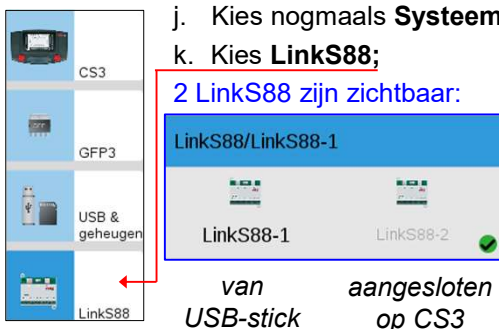 j. Kies nogmaals Systeem
k. Kies LinkS88;
2 LinkS88 zijn zichtbaar:
CS3
GFP3
USB &
geheugen
LinkS88
LinkS88/LinkS88-1
LinkS88-1
LinkS88-2
van
USB-stick
aangesloten
op CS3